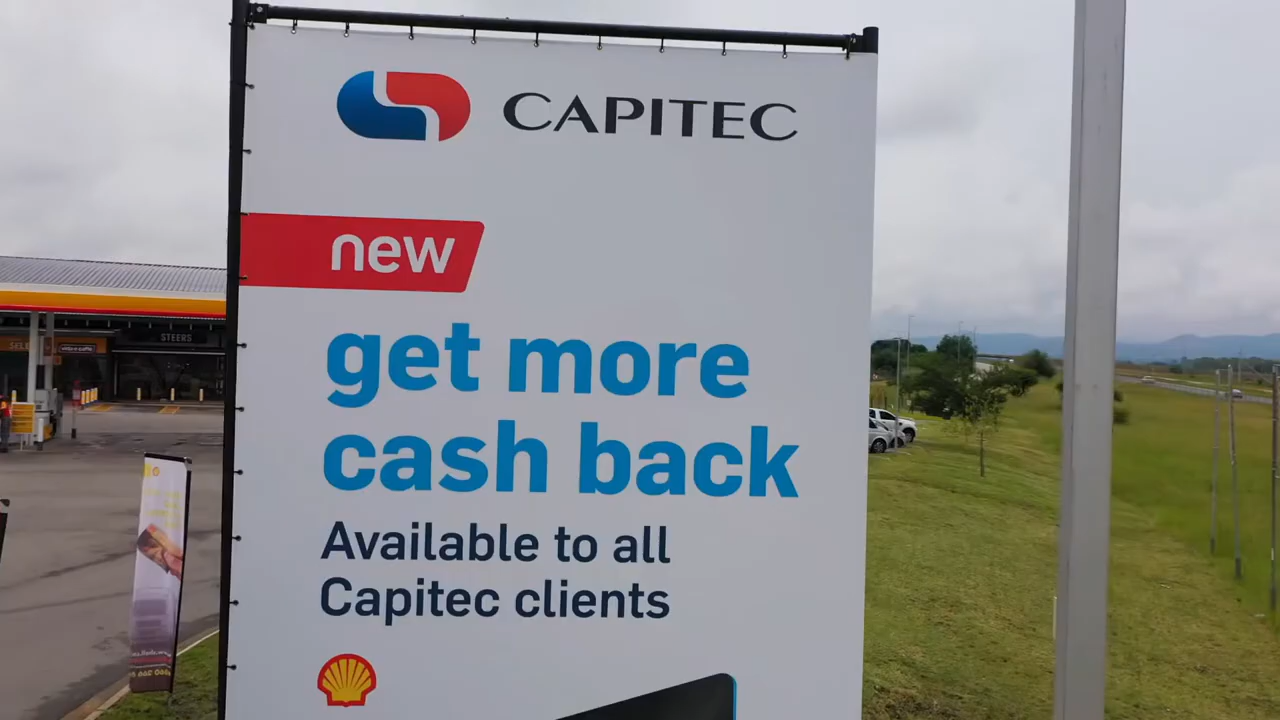 CAPITEC
new
get more
cash back
Available to all
Capitec clients
STEERS